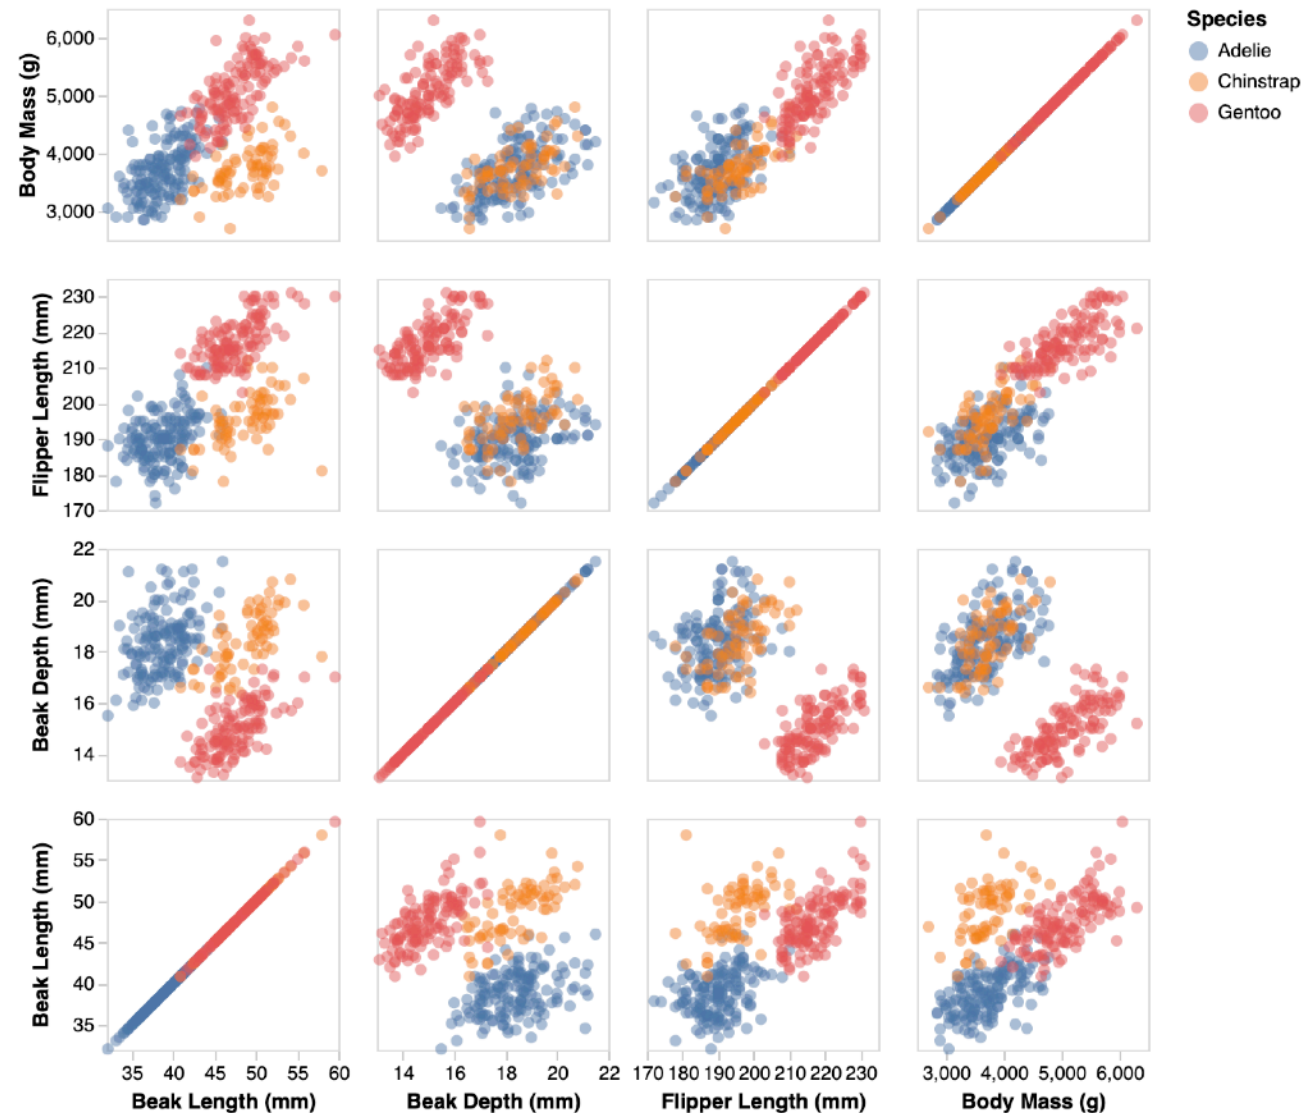 Species
Adelie
Chinstrap
Gentoo
Body Mass (g)
6,000
5,000
4,000
3,000
Flipper Length (mm)
230
220
210
200
190
180
170
Beak Depth (mm)
22
20
18
16
14
Beak Length (mm)
60
55
50
45
40
35
35 40 45 50 55 60
14 16 18 20 22
170 180 190 200 210 220 230
3,000 4,000 5,000 6,000
Beak Length (mm)
Beak Depth (mm)
Flipper Length (mm)
Body Mass (g)